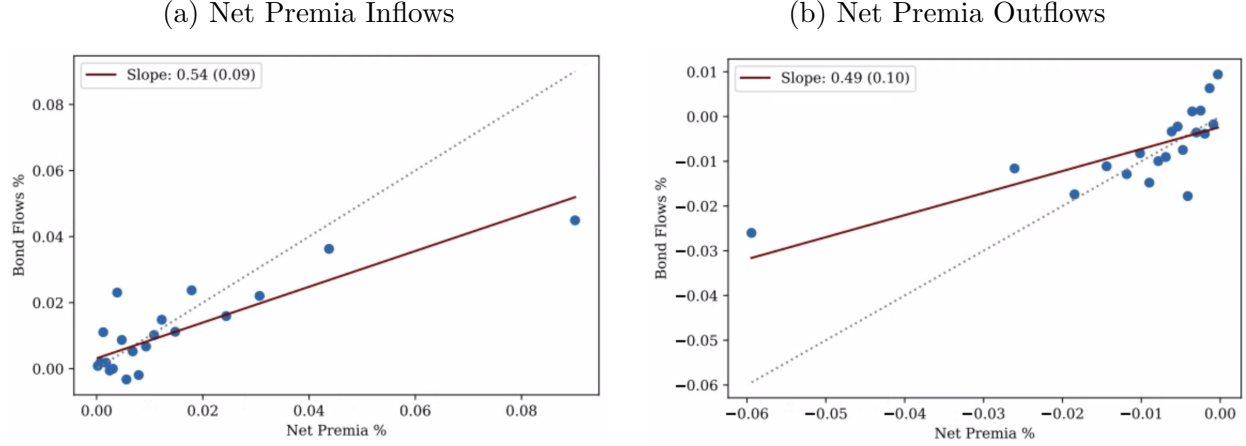 (a) Net Premia Inflows
Slope: 0.54 (0.09)
0.08
0.06
0.04
0.02
0.00
Bond Flows %
0.00 0.02 0.04 0.06 0.08
Net Premia %
(b) Net Premia Outflows
Slope: 0.49 (0.10)
0.01
0.00
−0.01
−0.02
−0.03
−0.04
−0.05
−0.06
Bond Flows %
−0.06 −0.05 −0.04 −0.03 −0.02 −0.01 0.00
Net Premia %